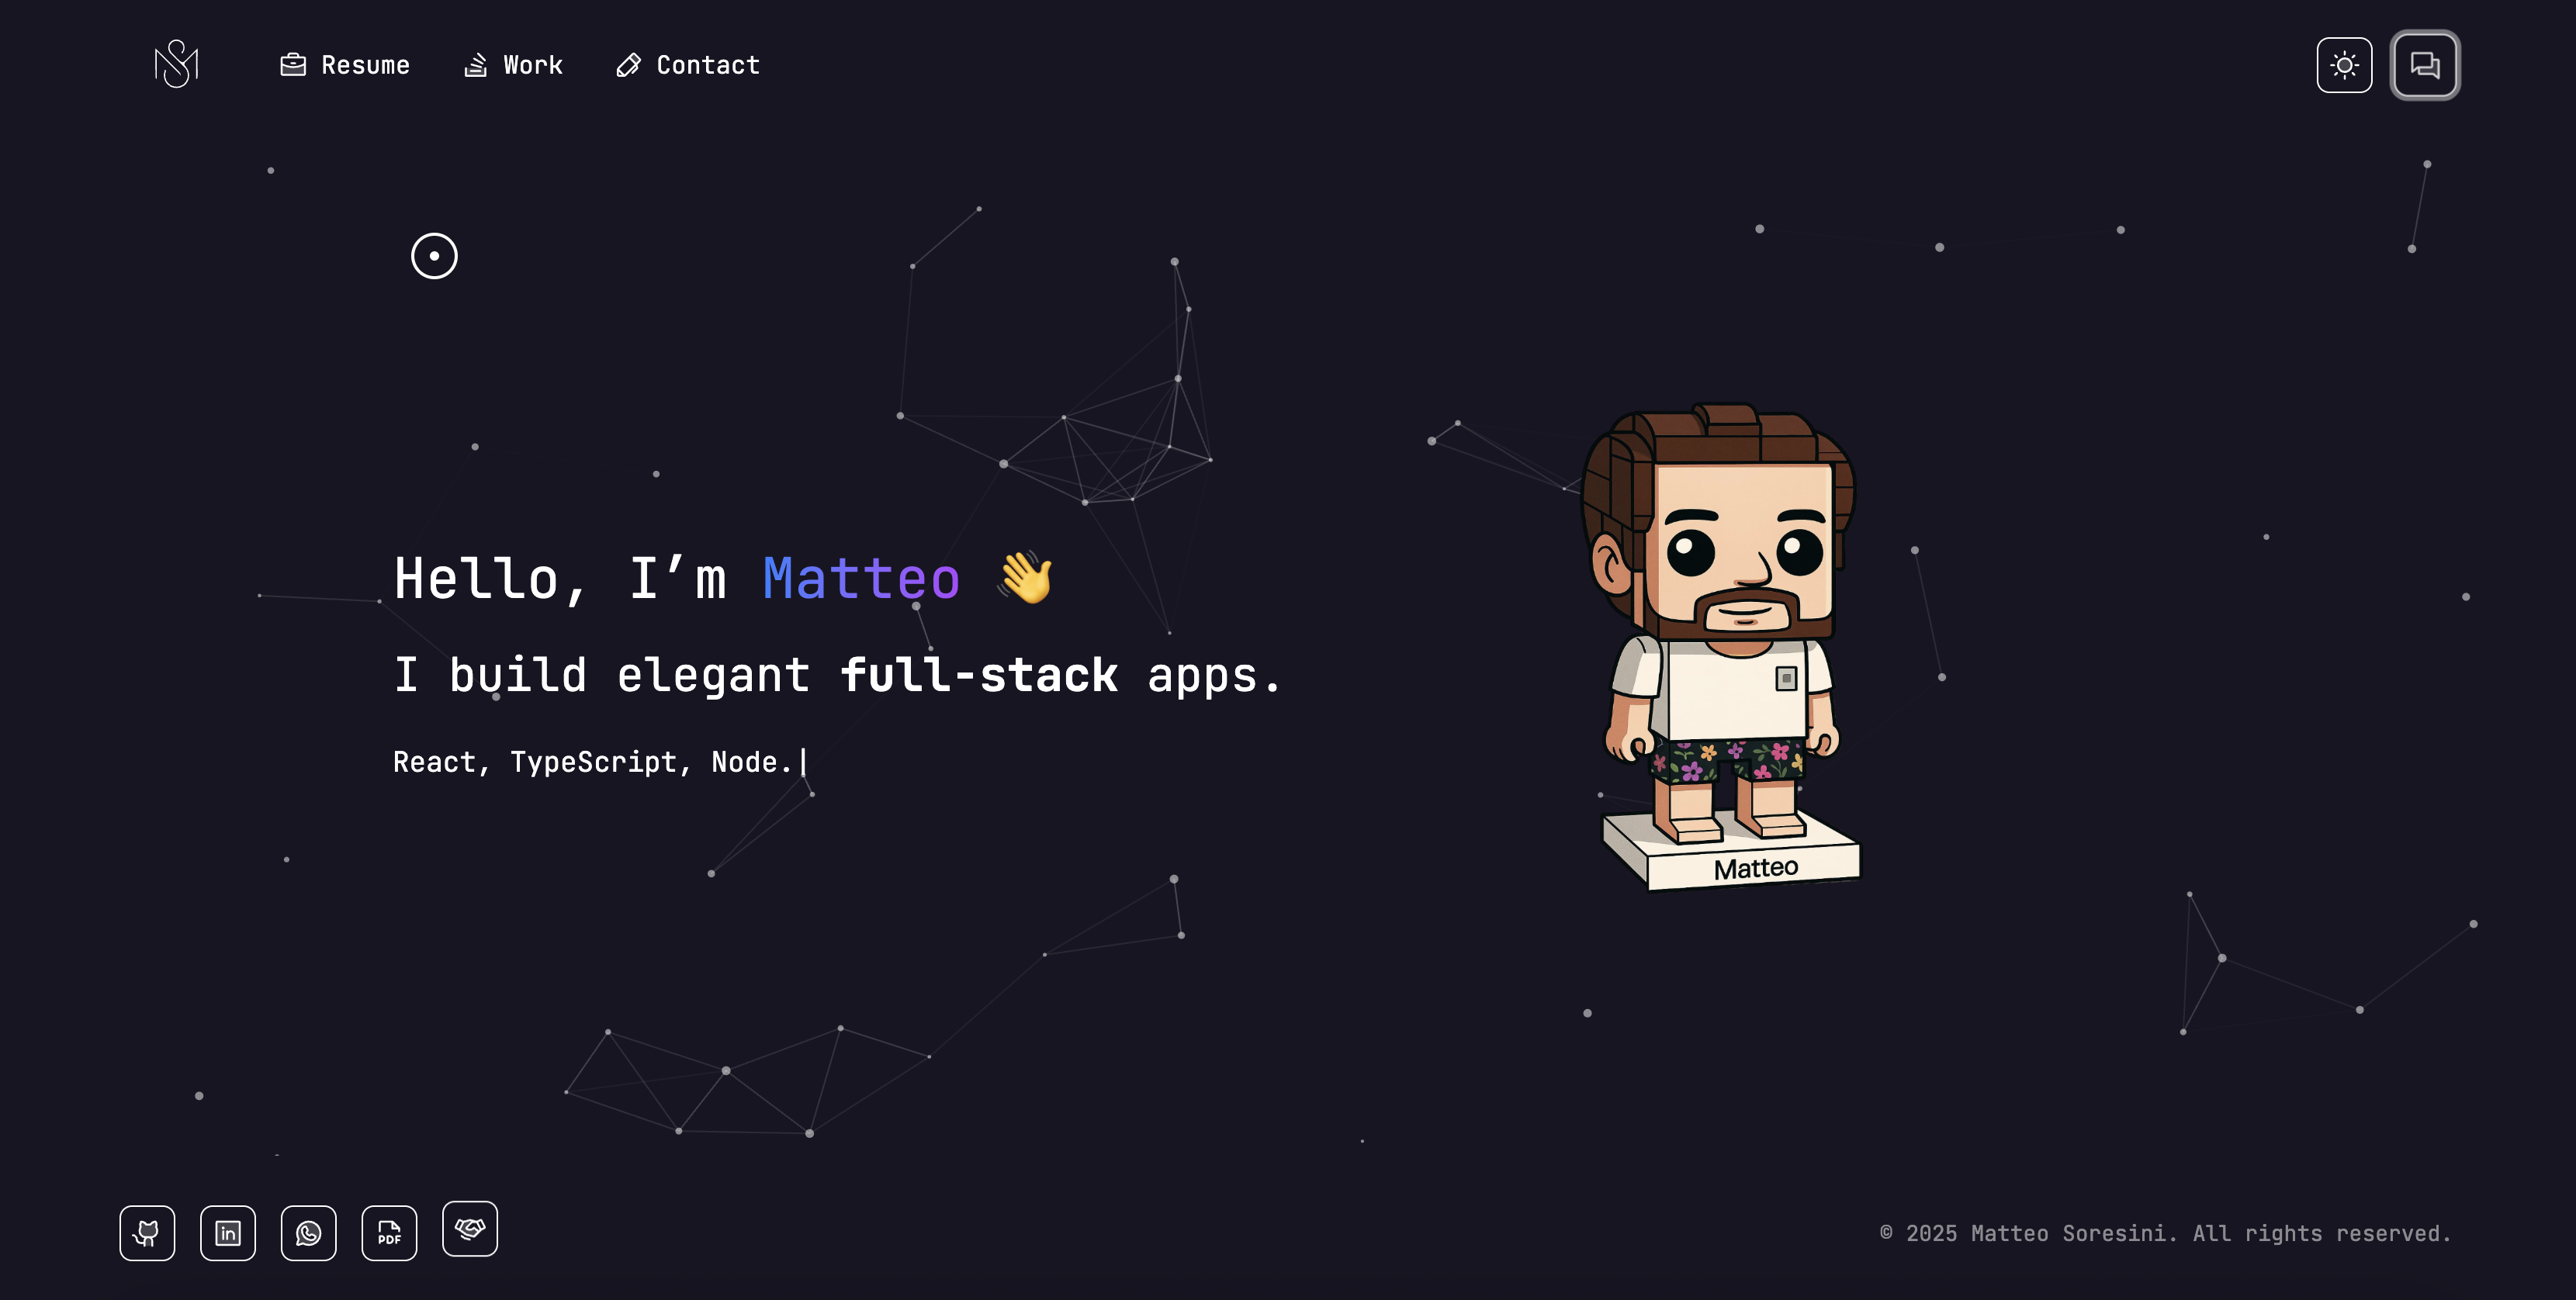 Resume
Work
Contact
Hello, I’m Matteo 👋
I build elegant full-stack apps.
React, TypeScript, Node.|
Matteo
in
PDF
© 2025 Matteo Soresini. All rights reserved.